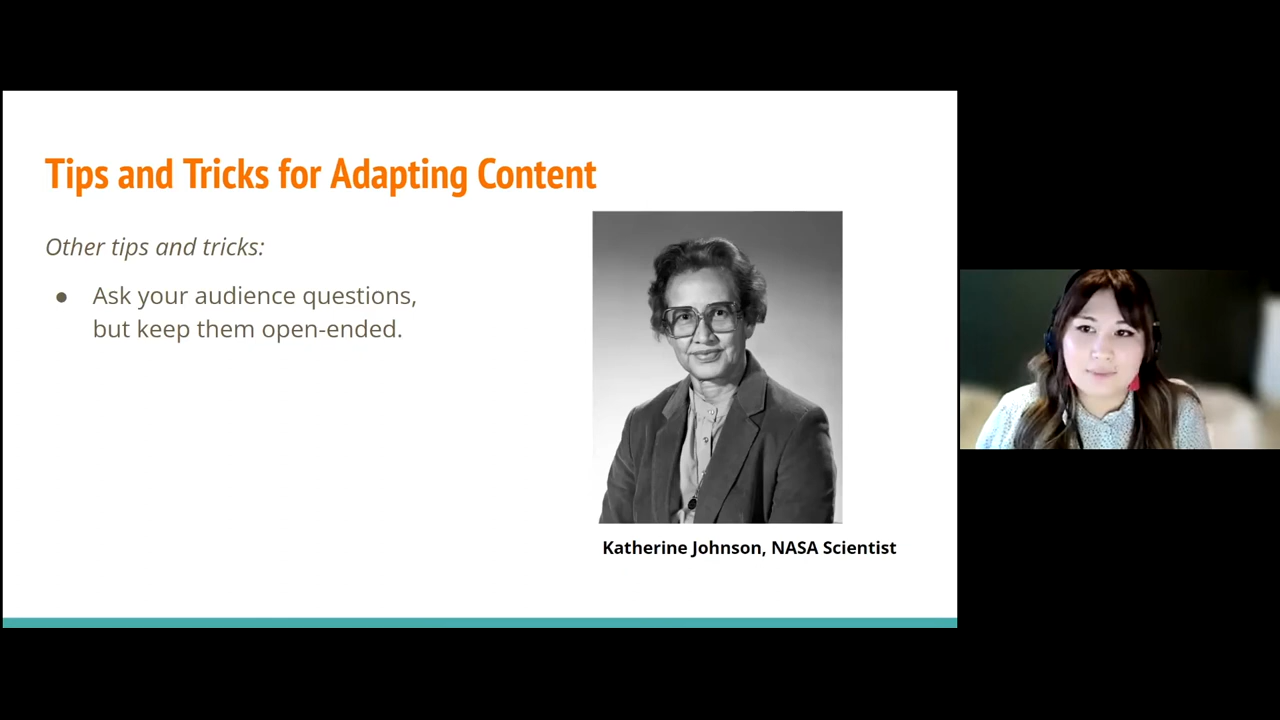 Tips and Tricks for Adapting Content
Other tips and tricks:
● Ask your audience questions,
but keep them open-ended.
Katherine Johnson, NASA Scientist